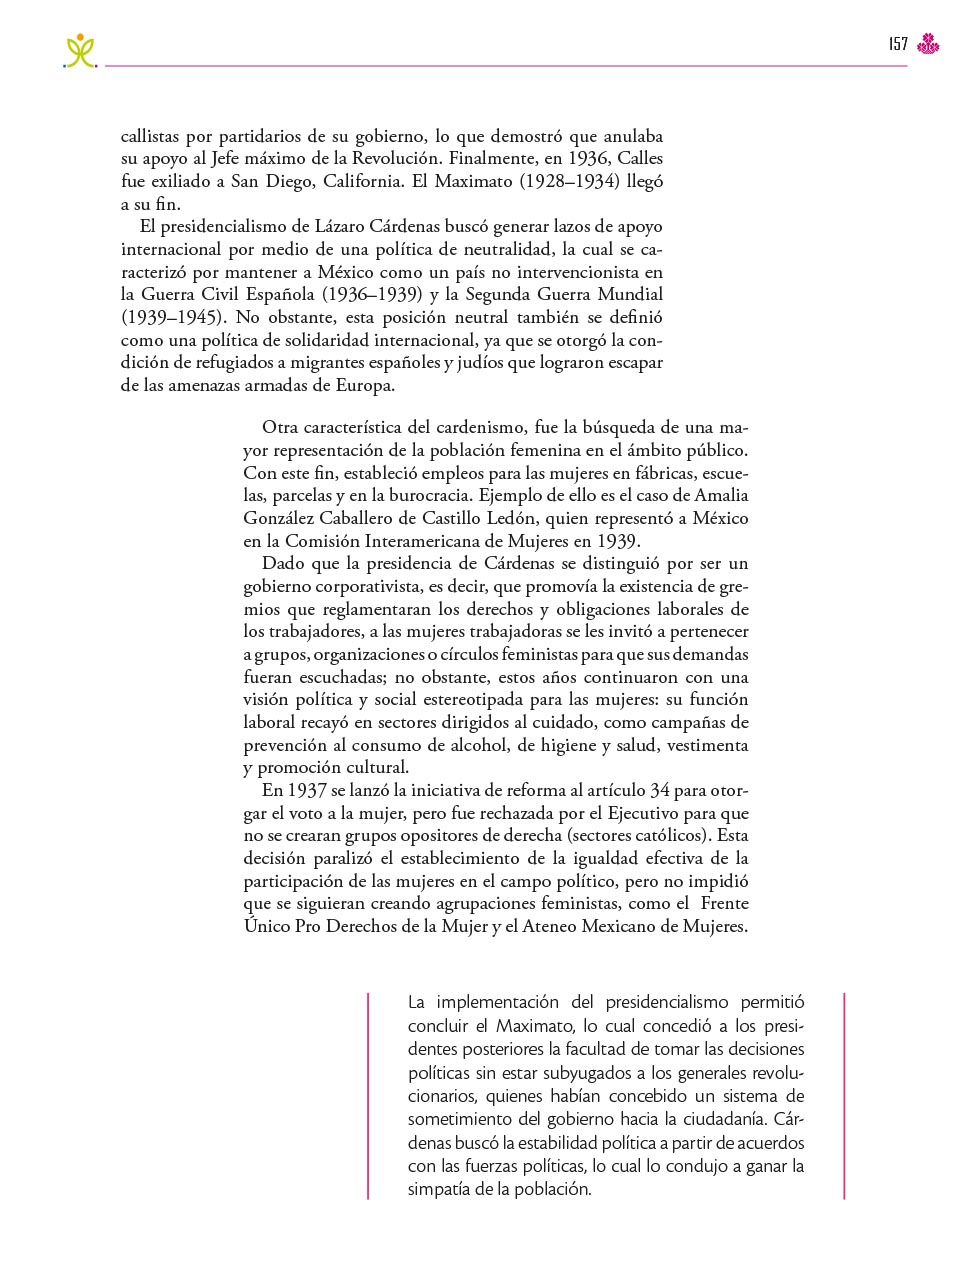 157
callistas por partidarios de su gobierno, lo que demostró que anulaba
su apoyo al Jefe máximo de la Revolución. Finalmente, en 1936, Calles
fue exiliado a San Diego, California. El Maximato (1928–1934) llegó
a su fin.
El presidencialismo de Lázaro Cárdenas buscó generar lazos de apoyo
internacional por medio de una política de neutralidad, la cual se ca-
racterizó por mantener a México como un país no intervencionista en
la Guerra Civil Española (1936–1939) y la Segunda Guerra Mundial
(1939–1945). No obstante, esta posición neutral también se definió
como una política de solidaridad internacional, ya que se otorgó la con-
dición de refugiados a migrantes españoles y judíos que lograron escapar
de las amenazas armadas de Europa.
Otra característica del cardenismo, fue la búsqueda de una ma-
yor representación de la población femenina en el ámbito público.
Con este fin, estableció empleos para las mujeres en fábricas, escue-
las, parcelas y en la burocracia. Ejemplo de ello es el caso de Amalia
González Caballero de Castillo Ledón, quien representó a México
en la Comisión Interamericana de Mujeres en 1939.
Dado que la presidencia de Cárdenas se distinguió por ser un
gobierno corporativista, es decir, que promovía la existencia de gre-
mios que reglamentaran los derechos y obligaciones laborales de
los trabajadores, a las mujeres trabajadoras se les invitó a pertenecer
a grupos, organizaciones o círculos feministas para que sus demandas
fueran escuchadas; no obstante, estos años continuaron con una
visión política y social estereotipada para las mujeres: su función
laboral recayó en sectores dirigidos al cuidado, como campañas de
prevención al consumo de alcohol, de higiene y salud, vestimenta
y promoción cultural.
En 1937 se lanzó la iniciativa de reforma al artículo 34 para otor-
gar el voto a la mujer, pero fue rechazada por el Ejecutivo para que
no se crearan grupos opositores de derecha (sectores católicos). Esta
decisión paralizó el establecimiento de la igualdad efectiva de la
participación de las mujeres en el campo político, pero no impidió
que se siguieran creando agrupaciones feministas, como el Frente
Único Pro Derechos de la Mujer y el Ateneo Mexicano de Mujeres.
La implementación del presidencialismo permitió
concluir el Maximato, lo cual concedió a los presi-
dentes posteriores la facultad de tomar las decisiones
políticas sin estar subyugados a los generales revolu-
cionarios, quienes habían concebido un sistema de
sometimiento del gobierno hacia la ciudadanía. Cár-
denas buscó la estabilidad política a partir de acuerdos
con las fuerzas políticas, lo cual lo condujo a ganar la
simpatía de la población.